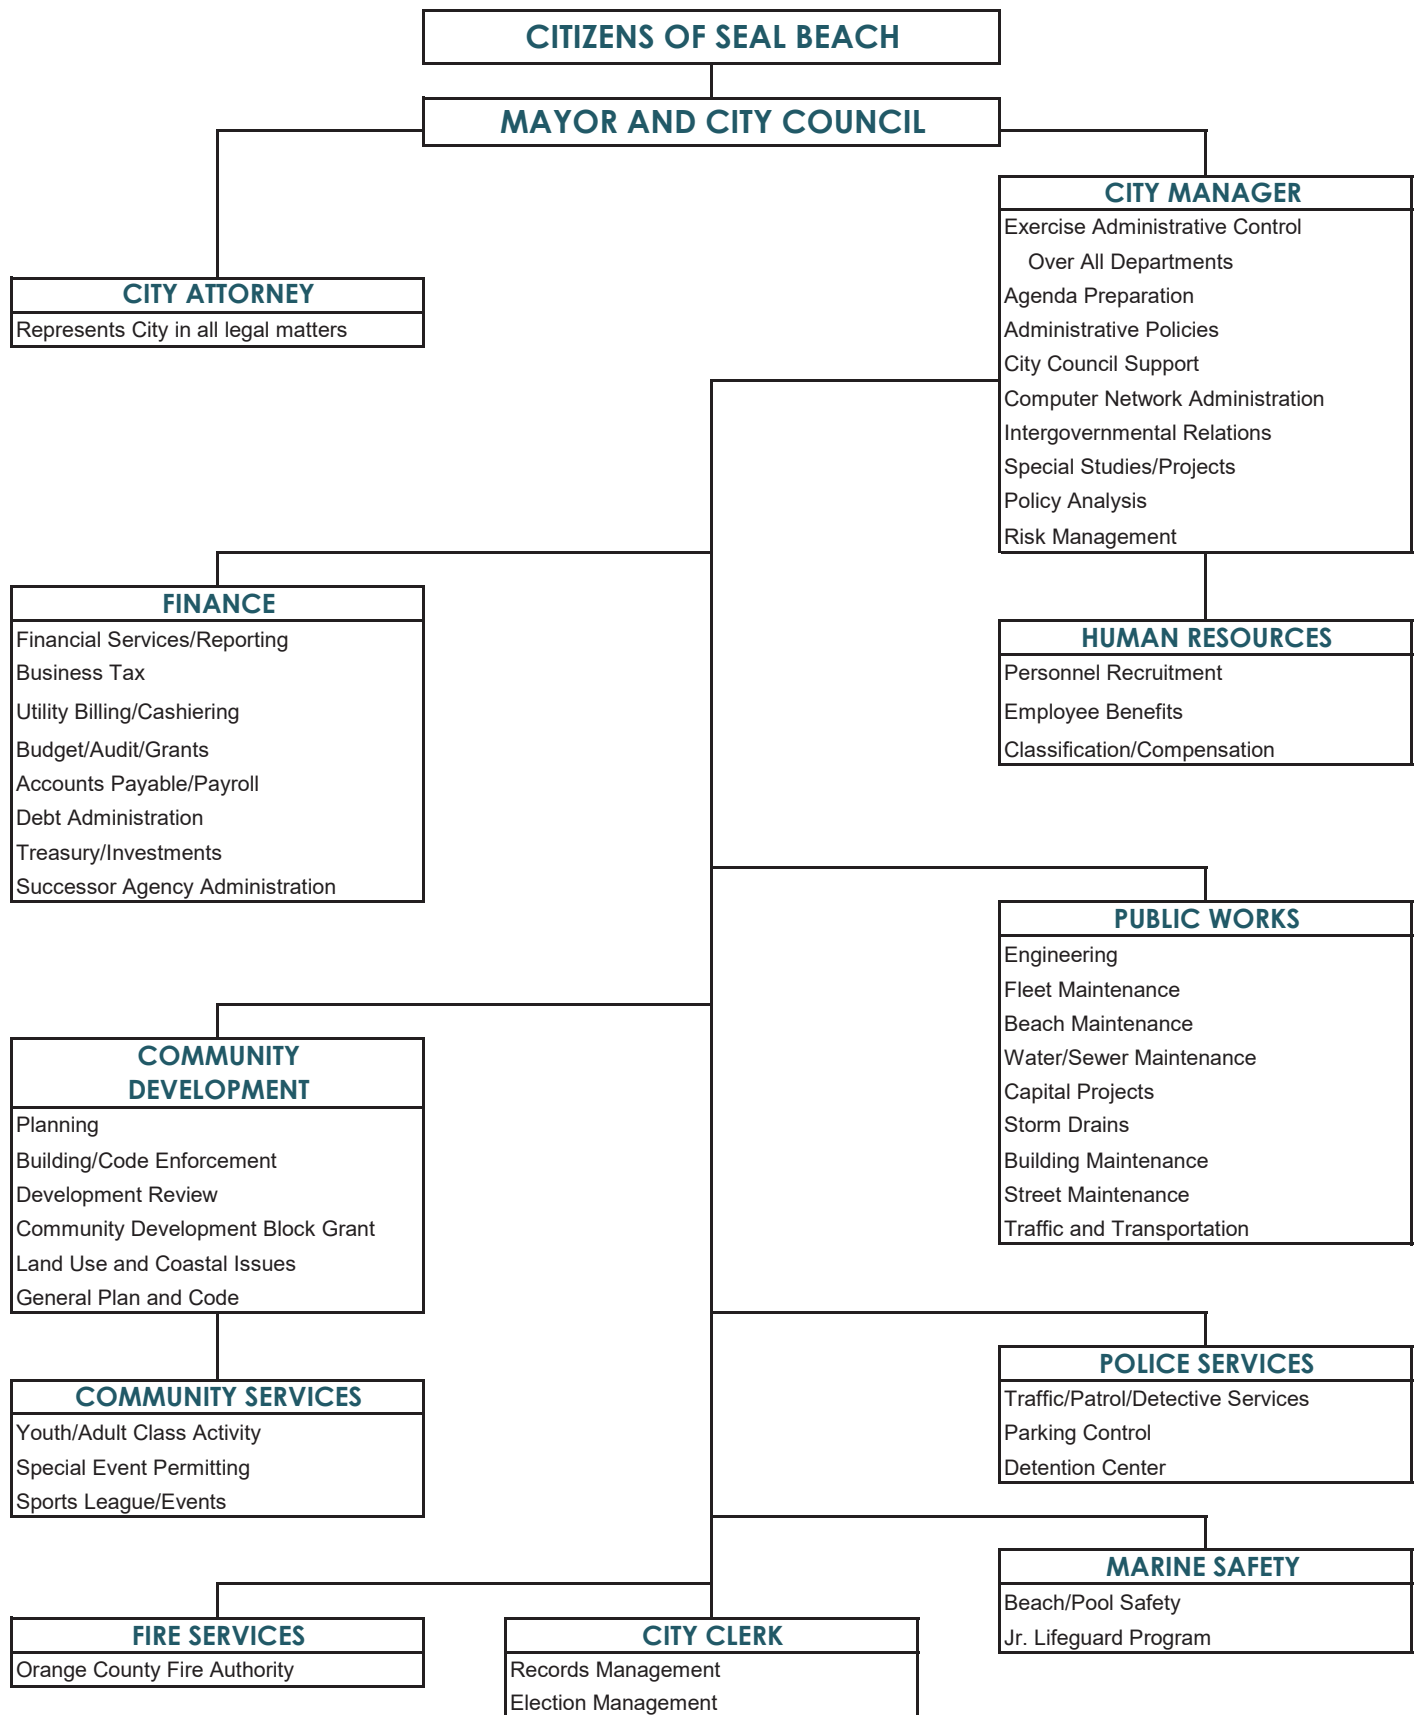 CITIZENS OF SEAL BEACH
MAYOR AND CITY COUNCIL
CITY MANAGER
Exercise Administrative Control
Over All Departments
Agenda Preparation
Administrative Policies
City Council Support
Computer Network Administration
Intergovernmental Relations
Special Studies/Projects
Policy Analysis
Risk Management
CITY ATTORNEY
Represents City in all legal matters
FINANCE
Financial Services/Reporting
Business Tax
Utility Billing/Cashiering
Budget/Audit/Grants
Accounts Payable/Payroll
Debt Administration
Treasury/Investments
Successor Agency Administration
HUMAN RESOURCES
Personnel Recruitment
Employee Benefits
Classification/Compensation
PUBLIC WORKS
Engineering
Fleet Maintenance
Beach Maintenance
Water/Sewer Maintenance
Capital Projects
Storm Drains
Building Maintenance
Street Maintenance
Traffic and Transportation
COMMUNITY
DEVELOPMENT
Planning
Building/Code Enforcement
Development Review
Community Development Block Grant
Land Use and Coastal Issues
General Plan and Code
COMMUNITY SERVICES
Youth/Adult Class Activity
Special Event Permitting
Sports League/Events
POLICE SERVICES
Traffic/Patrol/Detective Services
Parking Control
Detention Center
MARINE SAFETY
Beach/Pool Safety
Jr. Lifeguard Program
FIRE SERVICES
Orange County Fire Authority
CITY CLERK
Records Management
Election Management